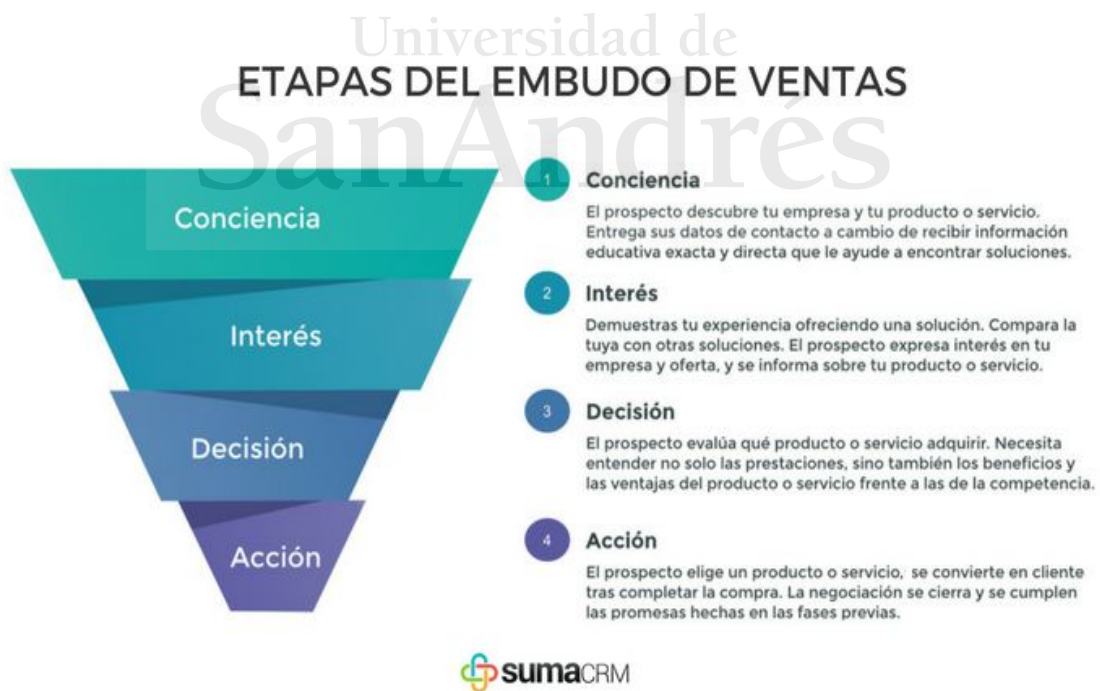 Universidad de
SanAndrés
ETAPAS DEL EMBUDO DE VENTAS
Conciencia
Interés
Decisión
Acción
1 Conciencia
El prospecto descubre tu empresa y tu producto o servicio.
Entrega sus datos de contacto a cambio de recibir información
educativa exacta y directa que le ayude a encontrar soluciones.
2 Interés
Demuestras tu experiencia ofreciendo una solución. Compara la
tuya con otras soluciones. El prospecto expresa interés en tu
empresa y oferta, y se informa sobre tu producto o servicio.
3 Decisión
El prospecto evalúa qué producto o servicio adquirir. Necesita
entender no solo las prestaciones, sino también los beneficios y
las ventajas del producto o servicio frente a las de la competencia.
4 Acción
El prospecto elige un producto o servicio, se convierte en cliente
tras completar la compra. La negociación se cierra y se cumplen
las promesas hechas en las fases previas.
sumaCRM